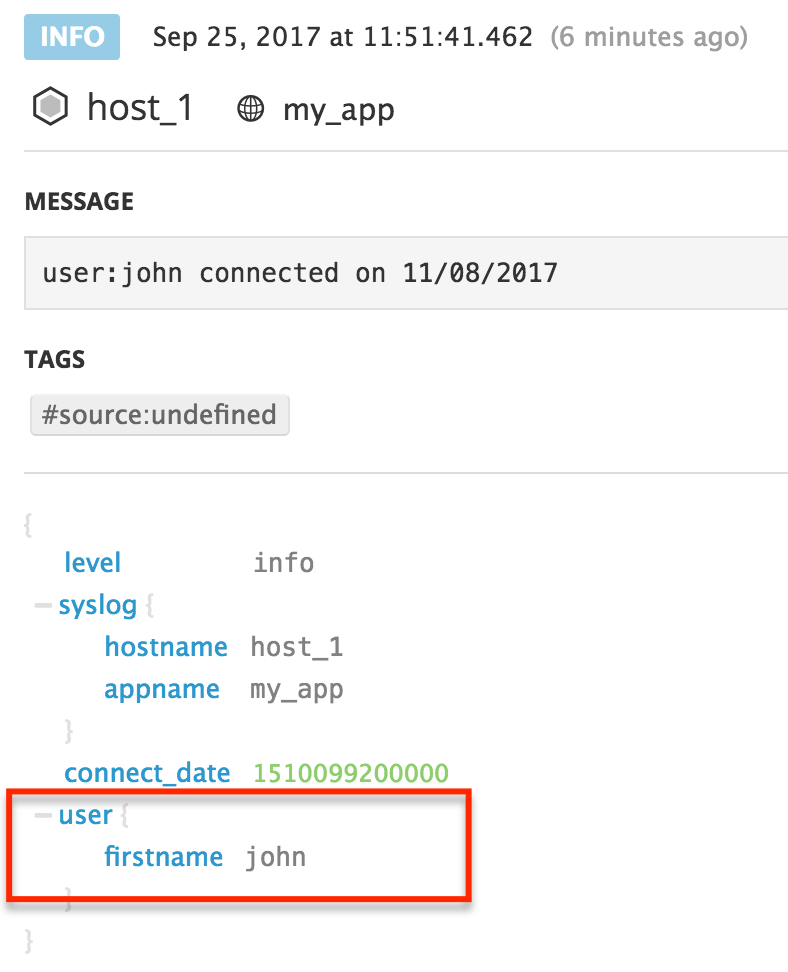 INFO Sep 25, 2017 at 11:51:41.462 (6 minutes ago)
host_1 my_app
MESSAGE
user:john connected on 11/08/2017
TAGS
#source:undefined
{
level info
syslog {
hostname host_1
appname my_app
}
connect_date 1510099200000
user {
firstname john
}
}